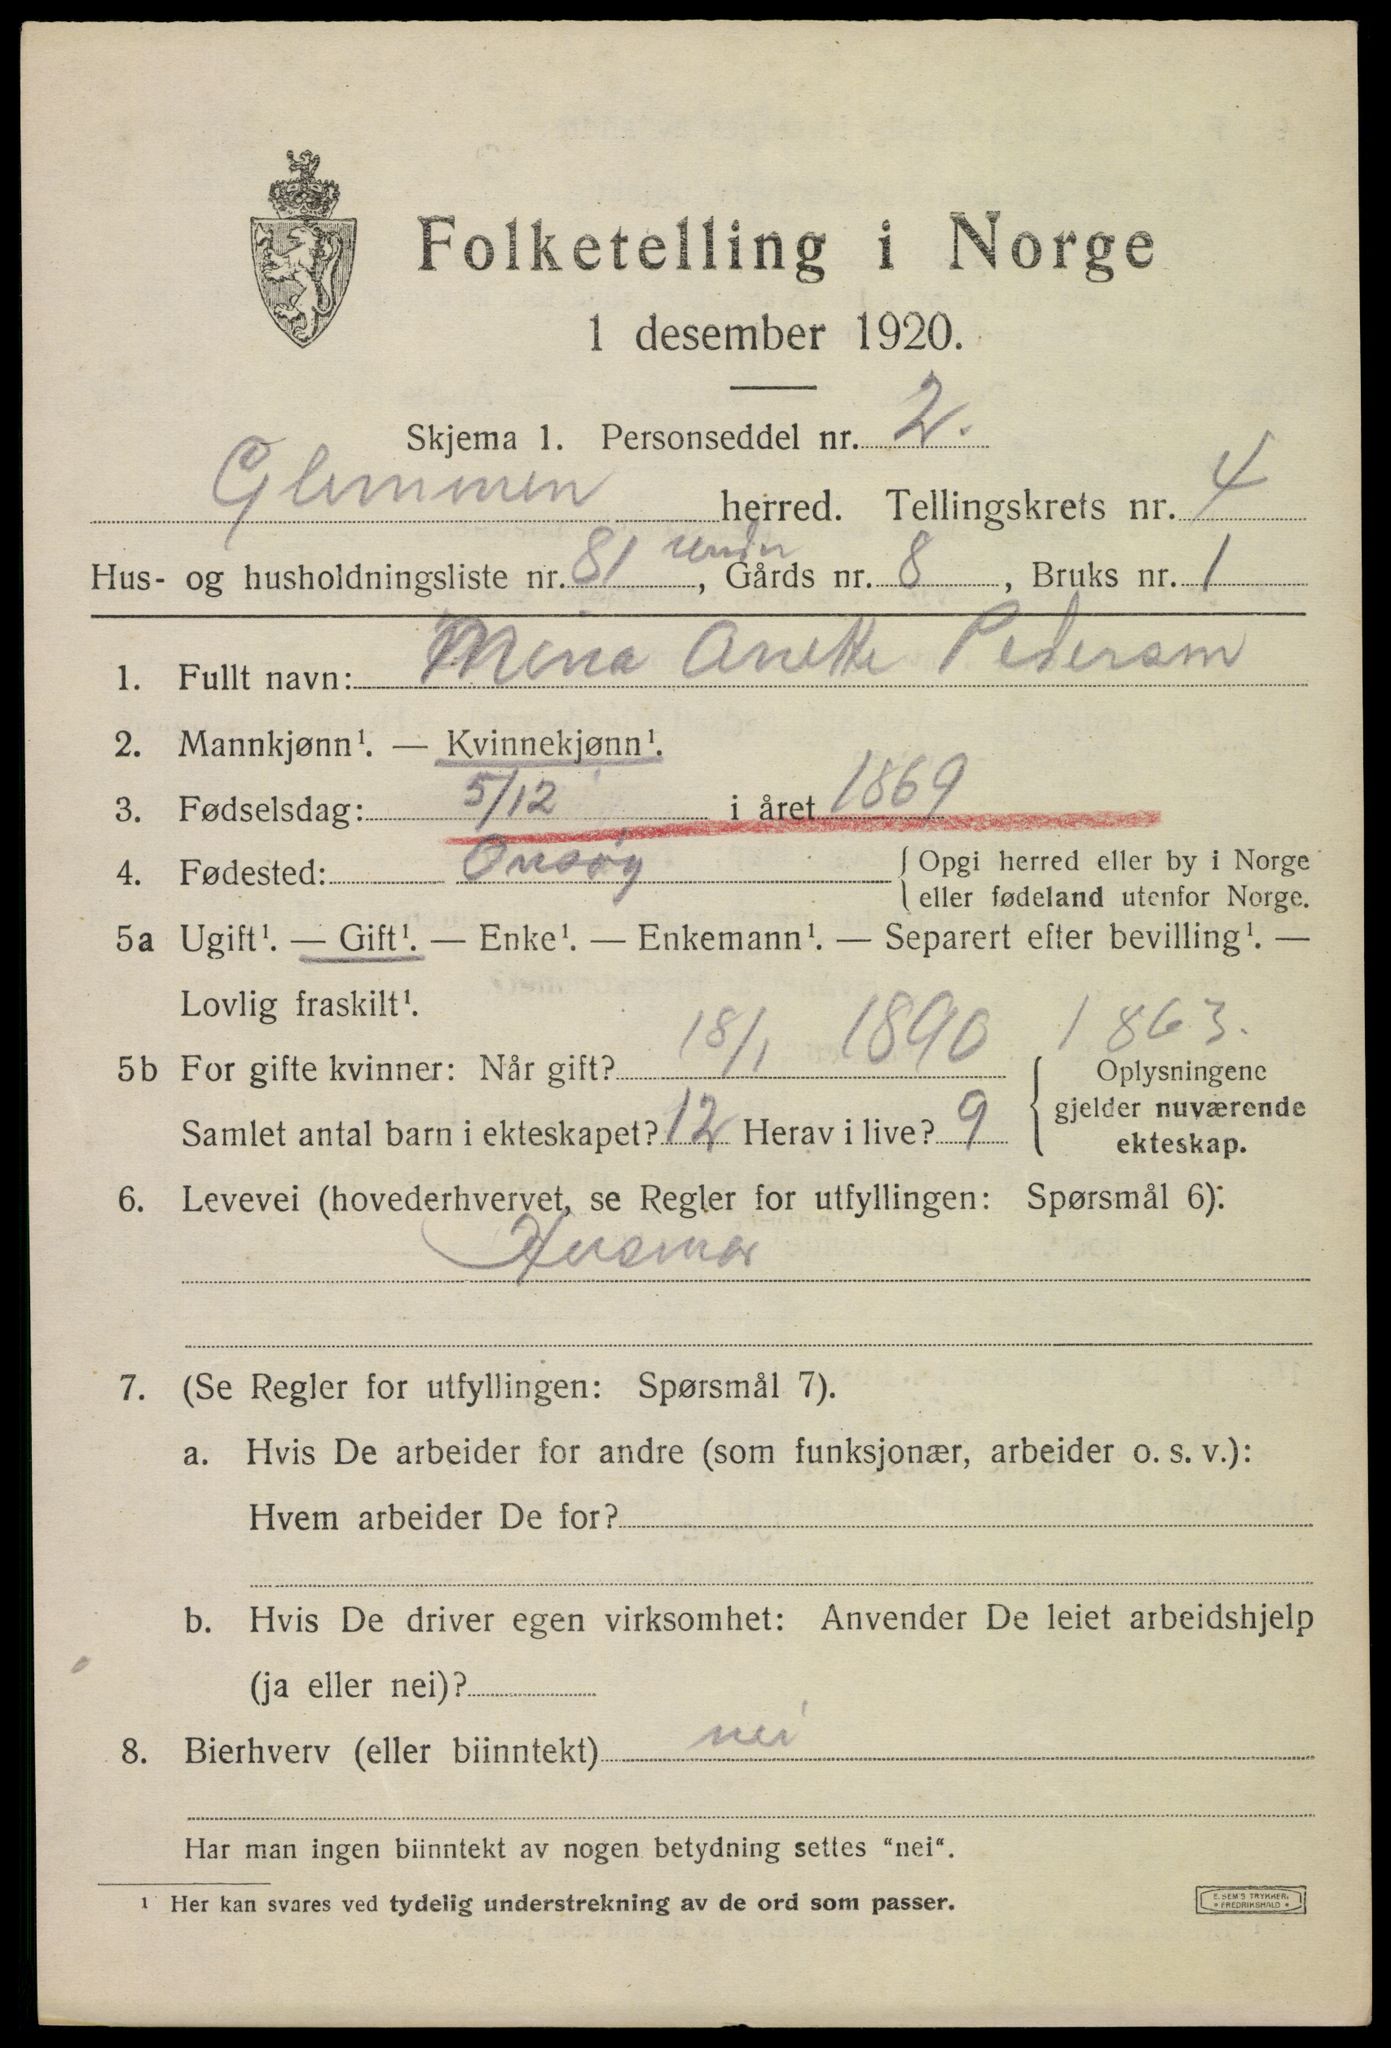 Folketelling i Norge
1 desember 1920.
Skjema 1. Personseddel nr. 2.
Glemmen herred. Tellingskrets nr. 4
Hus- og husholdningsliste nr. 81 under, Gårds nr. 8, Bruks nr. 1
1. Fullt navn: Mina Anette Pedersen
2. Mannkjønn¹. — Kvinnekjønn¹.
3. Fødselsdag: 5/12 i året 1869
4. Fødested: Onsøy { Opgi herred eller by i Norge
eller fødeland utenfor Norge.
5a Ugift¹. — Gift¹. — Enke¹. — Enkemann¹. — Separert efter bevilling¹. —
Lovlig fraskilt¹.
1863.
5b For gifte kvinner: Når gift? 18/1 1890
Samlet antal barn i ekteskapet? 12 Herav i live? 9
{ Oplysningene
gjelder nuværende
ekteskap.
6. Levevei (hovederhvervet, se Regler for utfyllingen: Spørsmål 6):
Husmor
7. (Se Regler for utfyllingen: Spørsmål 7).
a. Hvis De arbeider for andre (som funksjonær, arbeider o. s. v.):
Hvem arbeider De for?
b. Hvis De driver egen virksomhet: Anvender De leiet arbeidshjelp
(ja eller nei)?
8. Bierhverv (eller biinntekt) nei
Har man ingen biinntekt av nogen betydning settes “nei“.
¹ Her kan svares ved tydelig understrekning av de ord som passer.
E. SEM'S TRYKKERI
* FREDRIKSHALD *